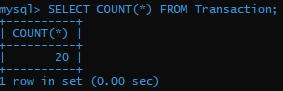 mysql> SELECT COUNT(*) FROM Transaction;
+----------+
| COUNT(*) |
+----------+
|       20 |
+----------+
1 row in set (0.00 sec)